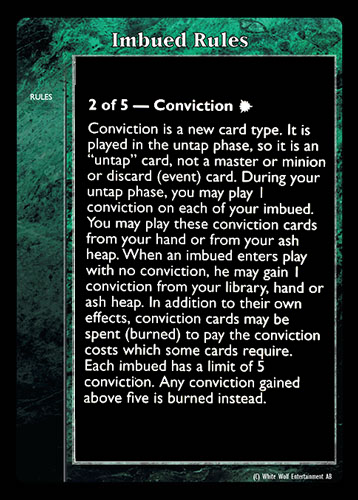 Imbued Rules
RULES
2 of 5 — Conviction
Conviction is a new card type. It is
played in the untap phase, so it is an
“untap” card, not a master or minion
or discard (event) card. During your
untap phase, you may play 1
conviction on each of your imbued.
You may play these conviction cards
from your hand or from your ash
heap. When an imbued enters play
with no conviction, he may gain 1
conviction from your library, hand or
ash heap. In addition to their own
effects, conviction cards may be
spent (burned) to pay the conviction
costs which some cards require.
Each imbued has a limit of 5
conviction. Any conviction gained
above five is burned instead.
(C) White Wolf Entertainment AB